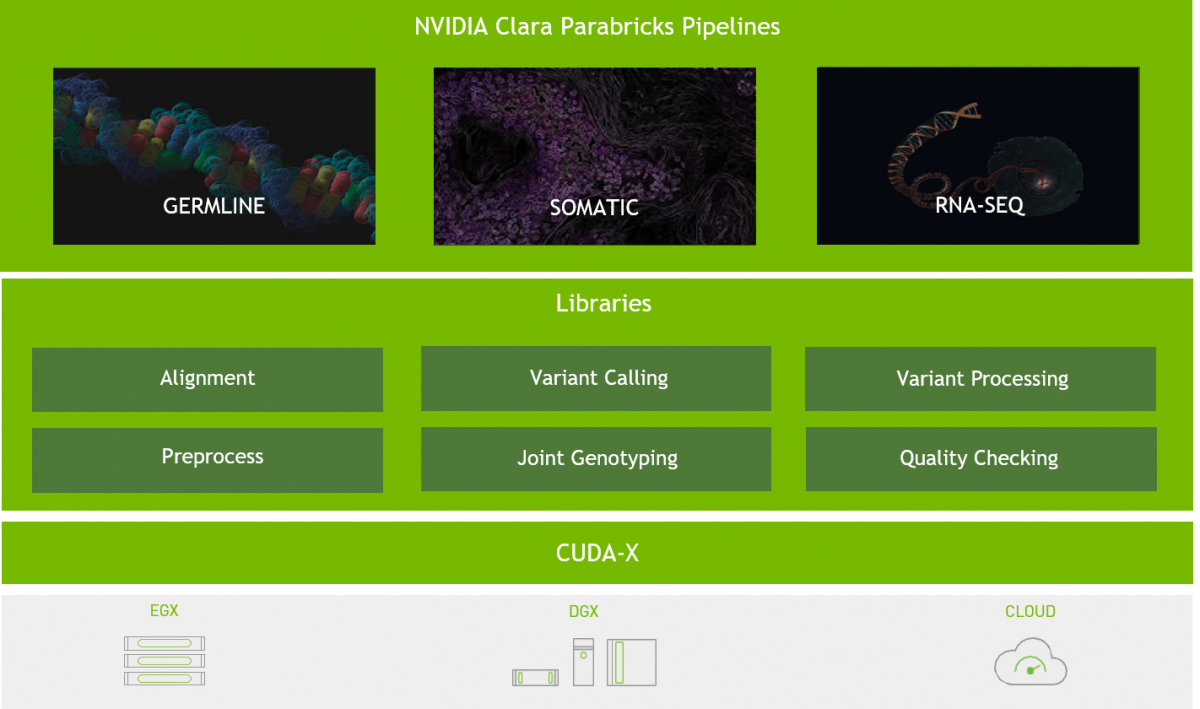 NVIDIA Clara Parabricks Pipelines
GERMLINE
SOMATIC
RNA-SEQ
Libraries
Alignment
Variant Calling
Variant Processing
Preprocess
Joint Genotyping
Quality Checking
CUDA-X
EGX
DGX
CLOUD